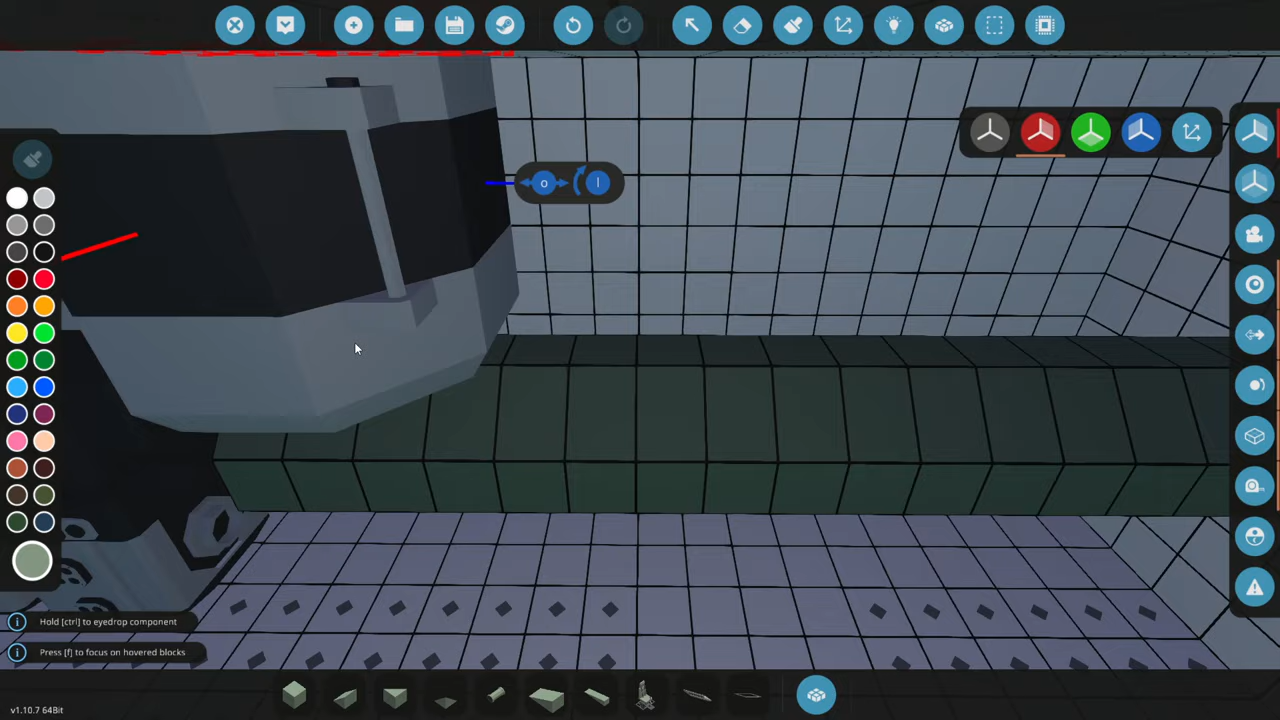 o
l
Hold [ctrl] to eyedrop component
Press [f] to focus on hovered blocks
v1.10.7 64Bit